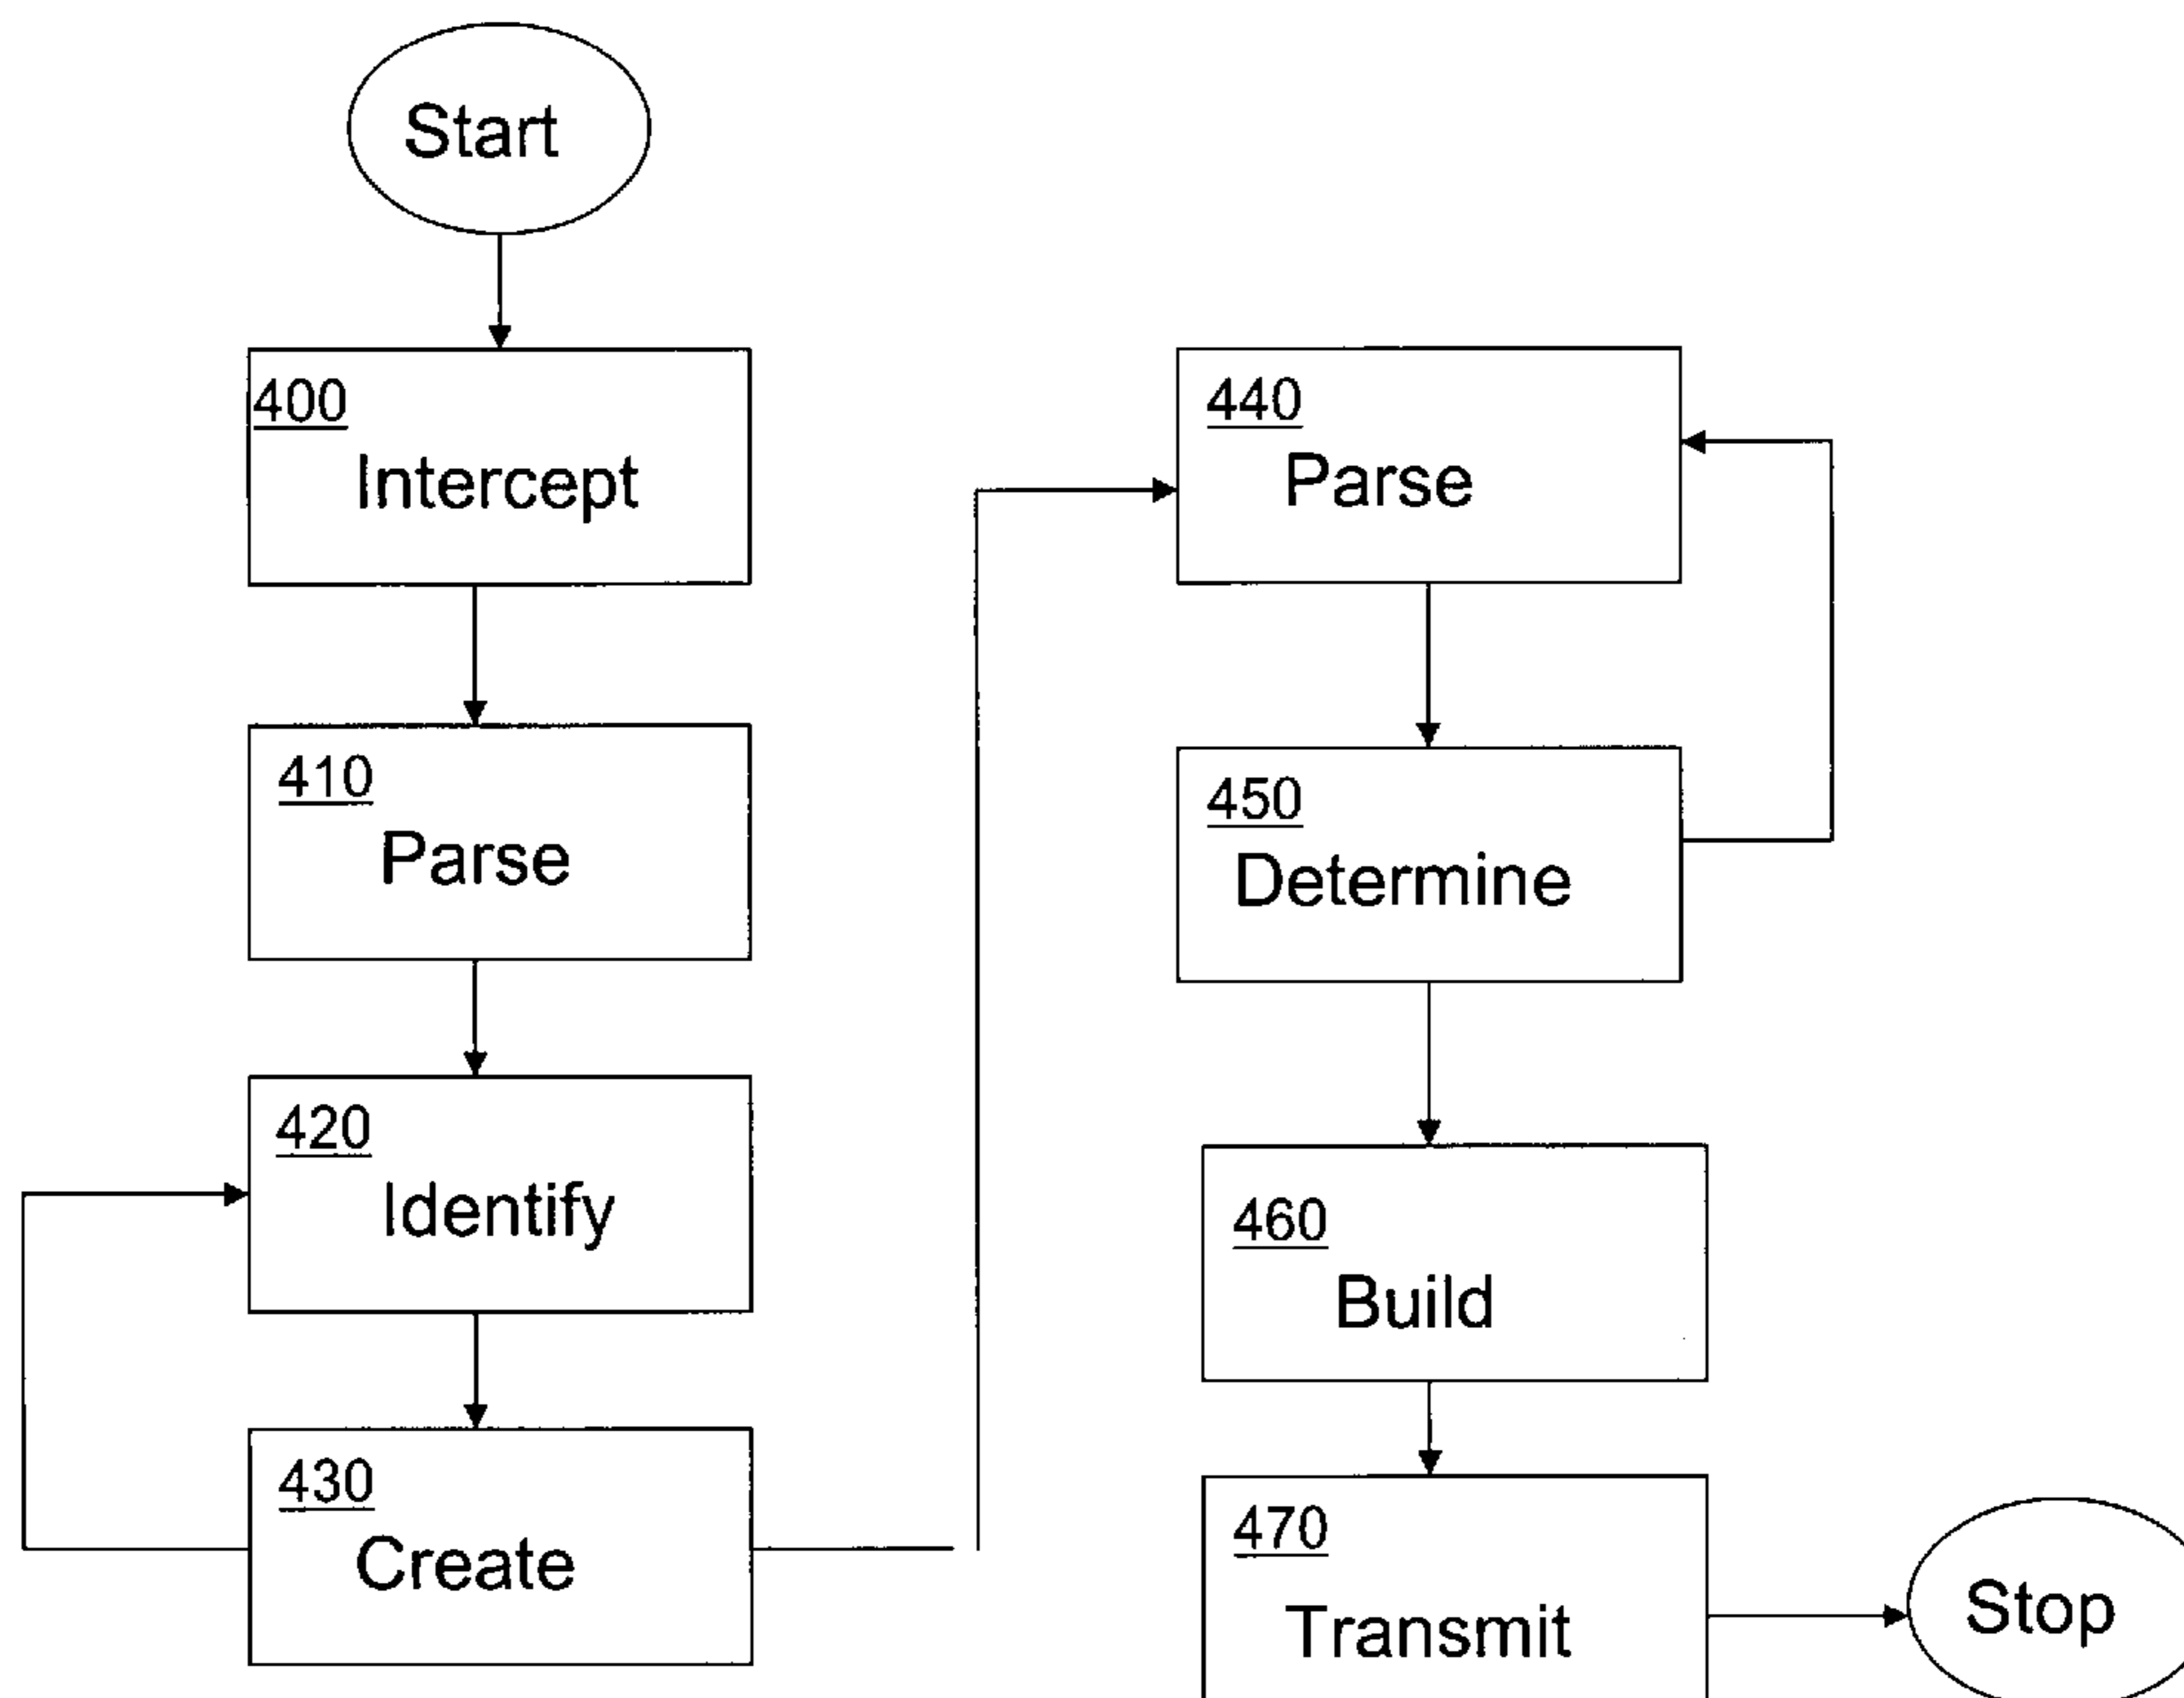 Start
400
Intercept
410
Parse
420
Identify
430
Create
440
Parse
450
Determine
460
Build
470
Transmit
Stop